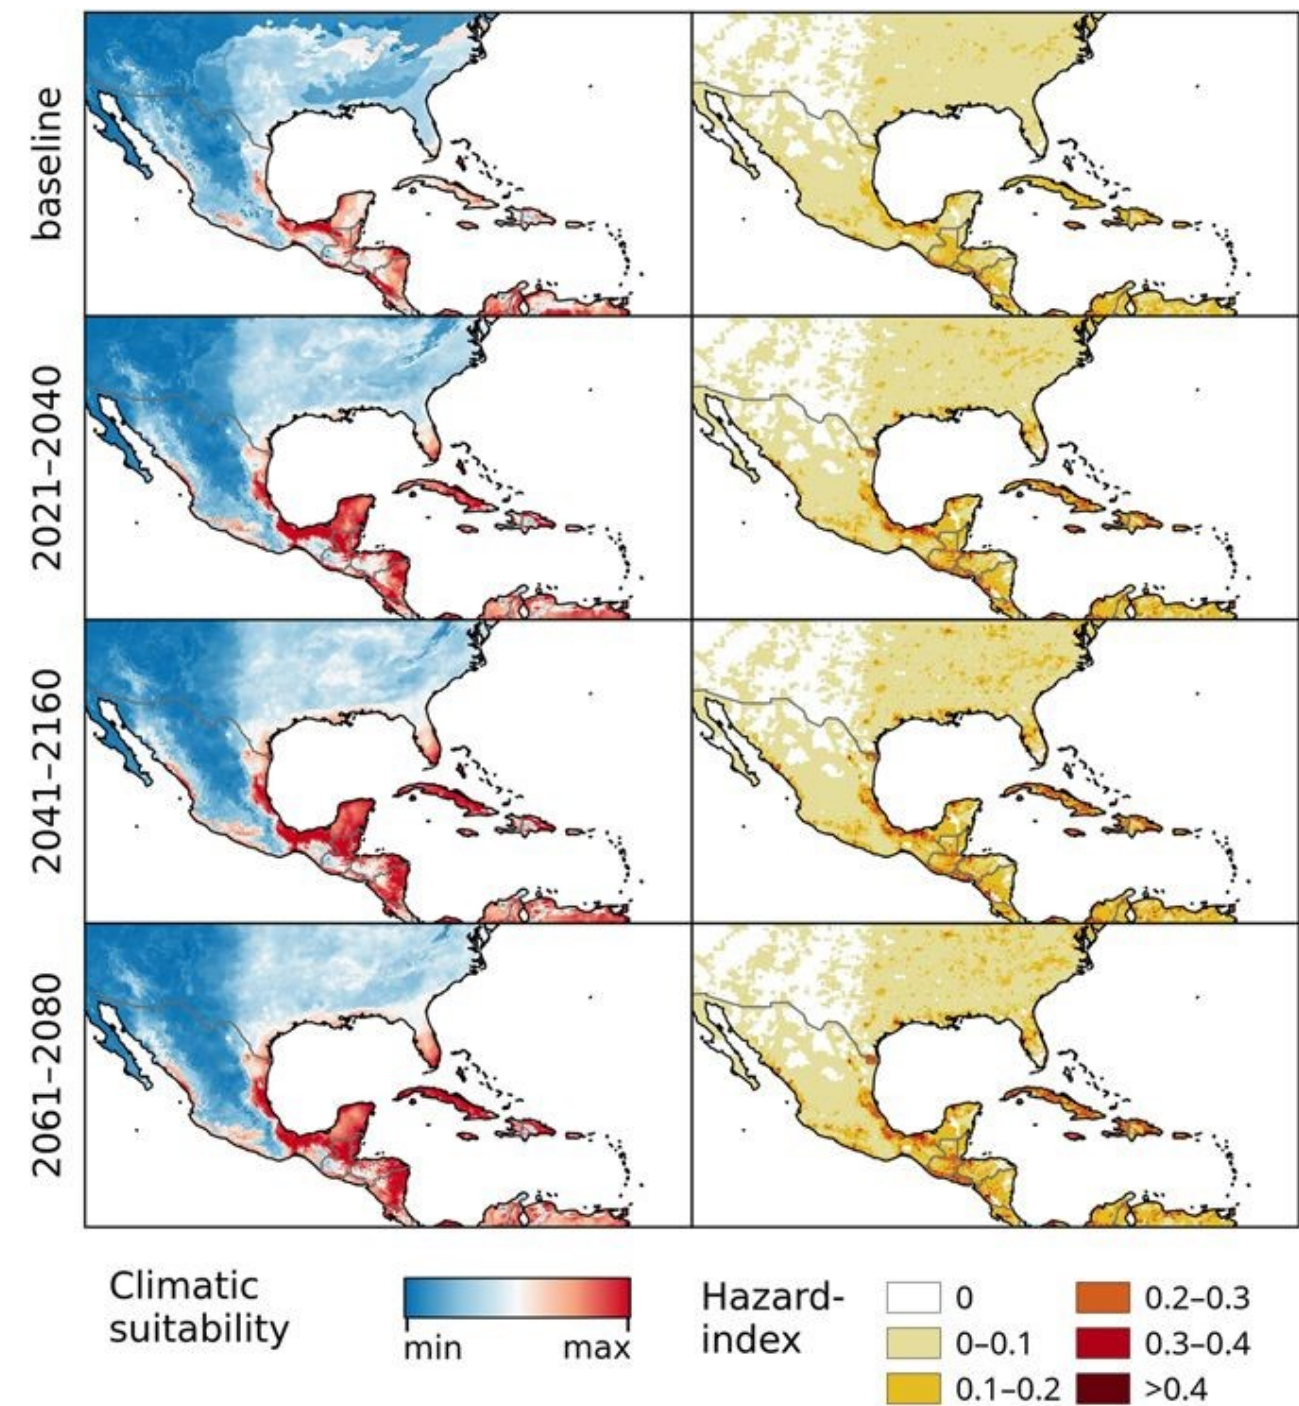 baseline
2021–2040
2041–2160
2061–2080
Climatic
suitability
min
max
Hazard-
index
0
0–0.1
0.1–0.2
0.2–0.3
0.3–0.4
>0.4